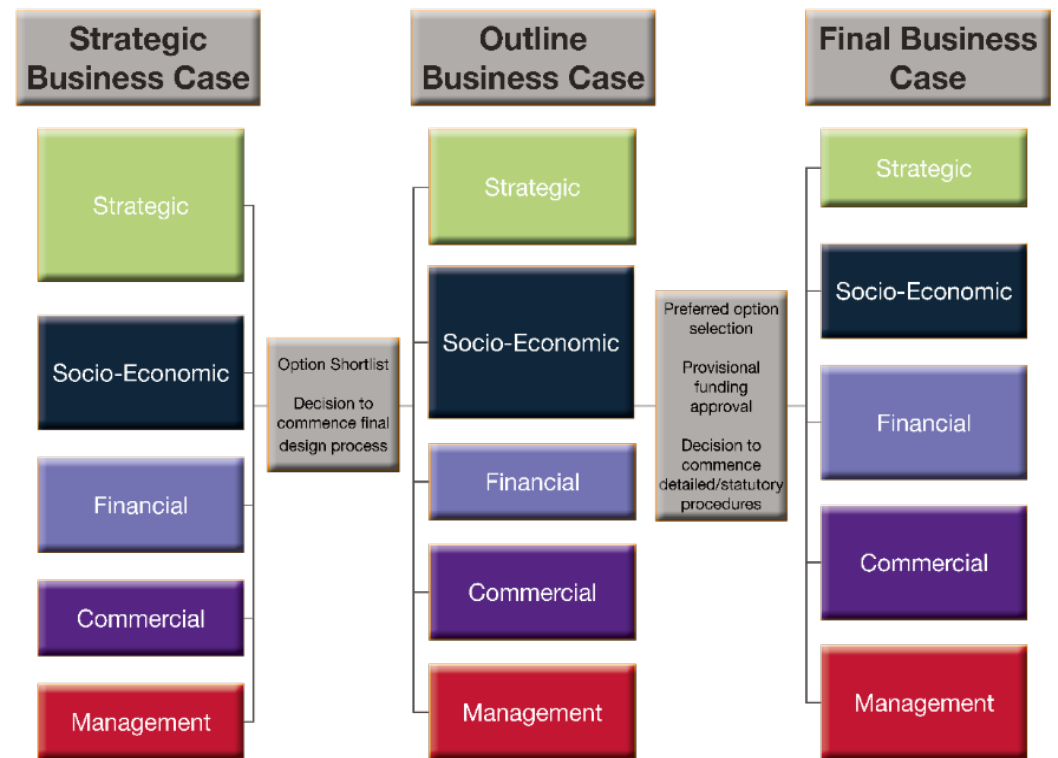 Strategic
Business Case
Outline
Business Case
Final Business
Case
Strategic
Socio-Economic
Financial
Commercial
Management
Option Shortlist
Decision to
commence final
design process
Strategic
Socio-Economic
Financial
Commercial
Management
Preferred option
selection
Provisional
funding
approval
Decision to
commence
detailed/statutory
procedures
Strategic
Socio-Economic
Financial
Commercial
Management